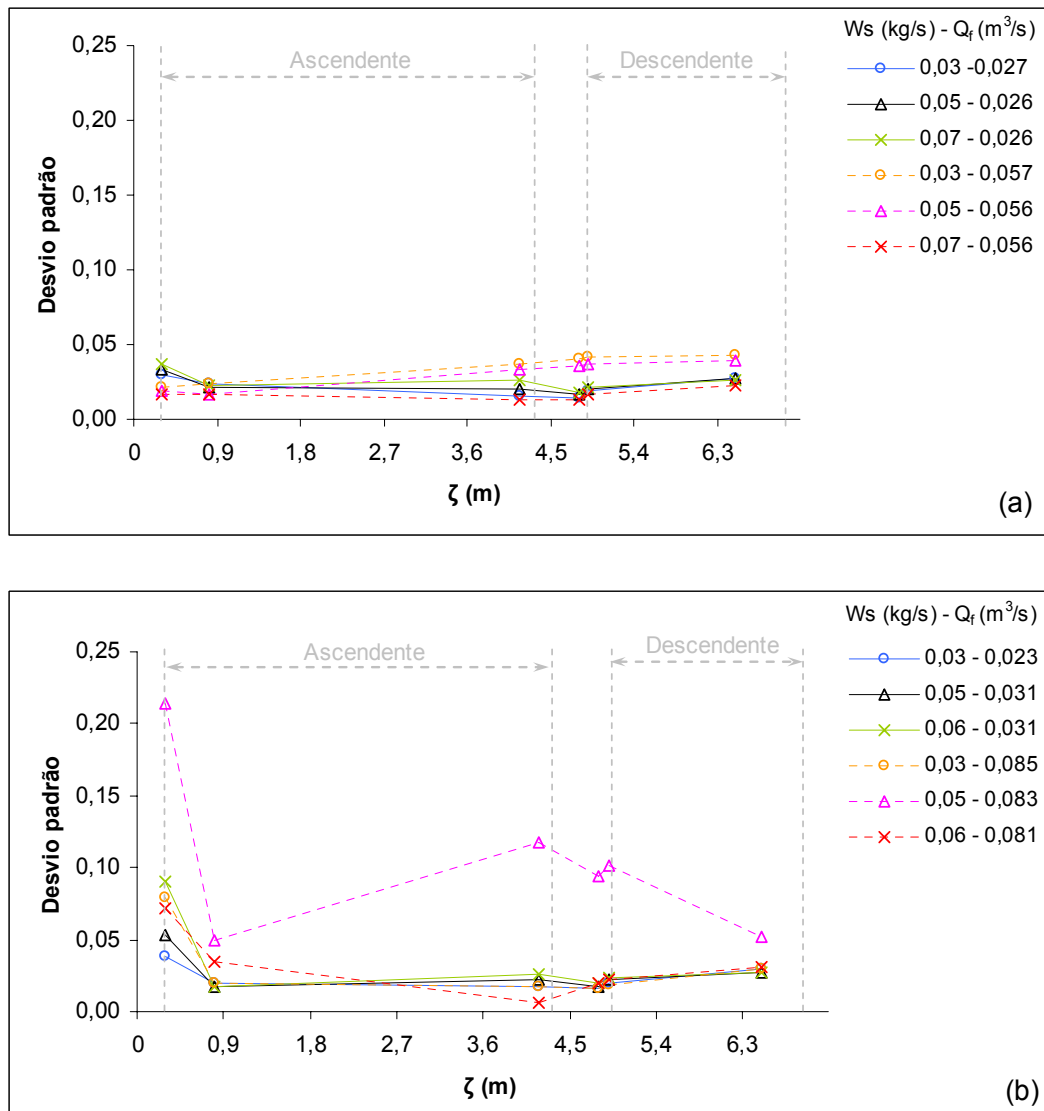 Ws (kg/s) - Qf (m³/s)
0,25
0,20
0,15
0,10
0,05
0,00
Desvio padrão
Ascendente
Descendente
0,03 -0,027
0,05 - 0,026
0,07 - 0,026
0,03 - 0,057
0,05 - 0,056
0,07 - 0,056
0 0,9 1,8 2,7 3,6 4,5 5,4 6,3
ζ (m)
(a)
Ws (kg/s) - Qf (m³/s)
0,25
0,20
0,15
0,10
0,05
0,00
Desvio padrão
Ascendente
Descendente
0,03 - 0,023
0,05 - 0,031
0,06 - 0,031
0,03 - 0,085
0,05 - 0,083
0,06 - 0,081
0 0,9 1,8 2,7 3,6 4,5 5,4 6,3
ζ (m)
(b)